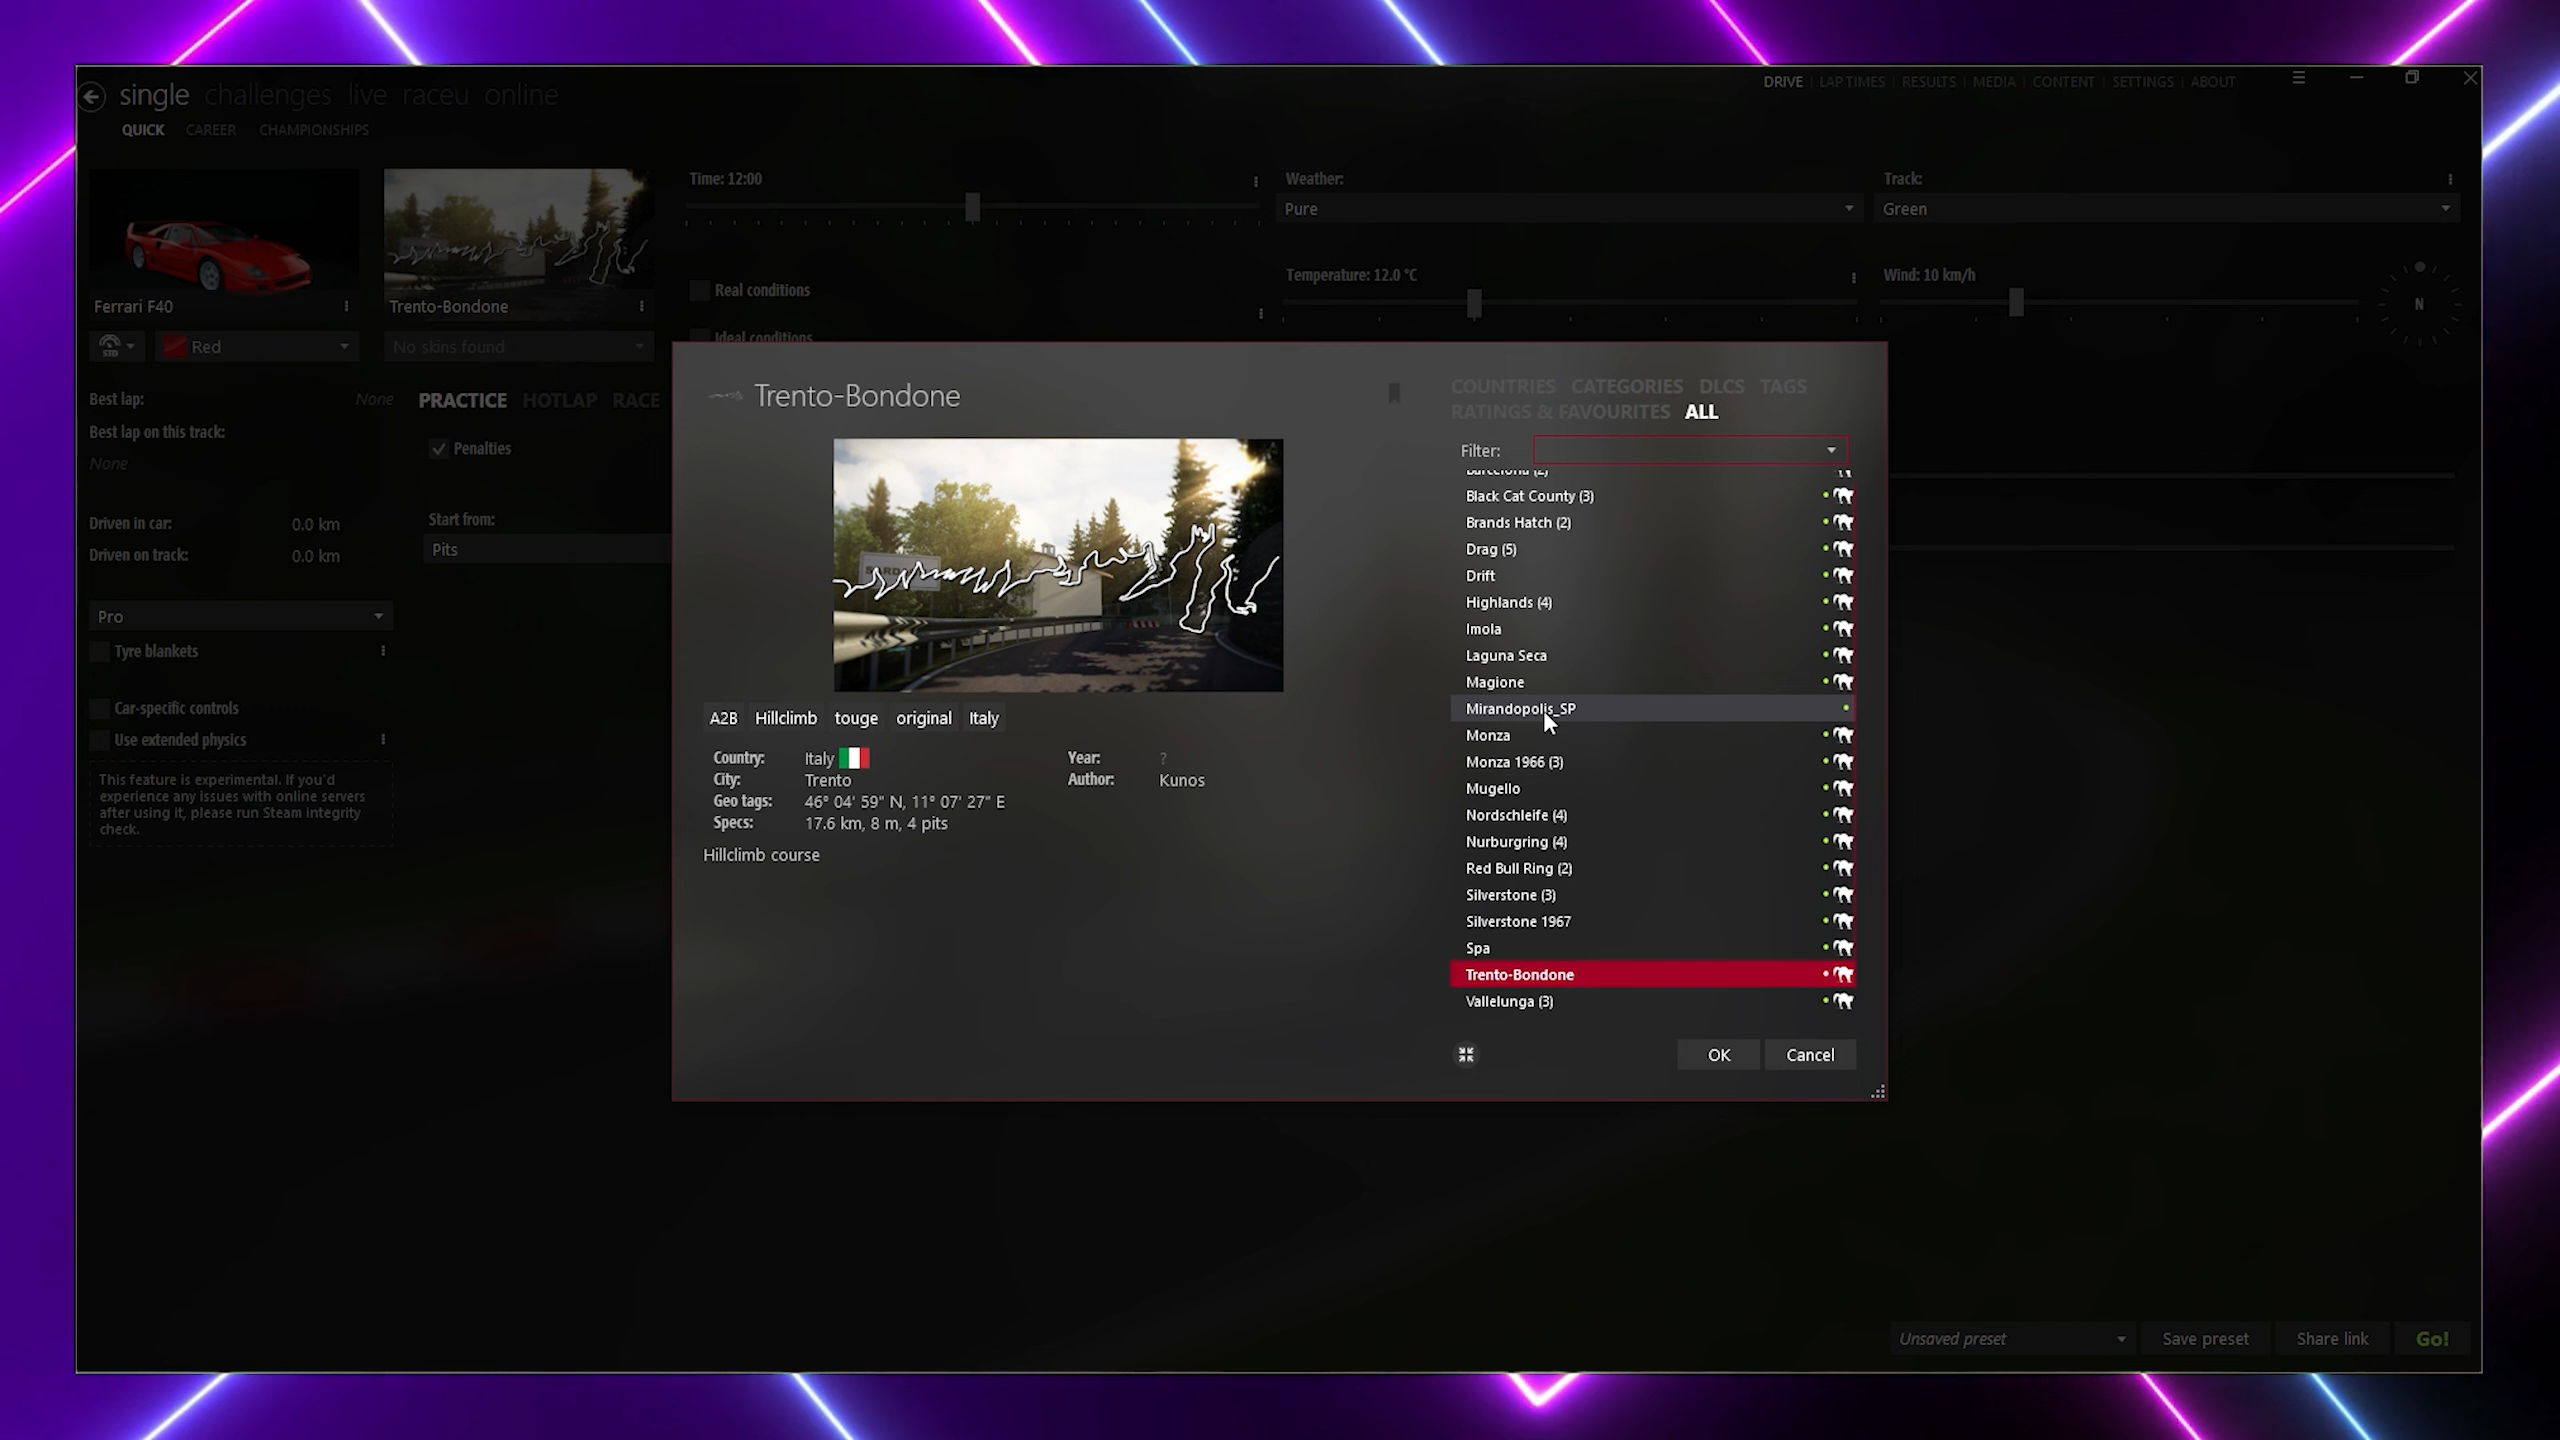 single challenges live raceu online
DRIVE | LAP TIMES | RESULTS | MEDIA | CONTENT | SETTINGS | ABOUT
QUICK CAREER CHAMPIONSHIPS
Ferrari F40
Trento-Bondone
STD
Red
No skins found
Time: 12:00
Weather:
Pure
Track:
Green
Real conditions
Ideal conditions
Temperature: 12.0 °C
Wind: 10 km/h
N
Best lap: None
Best lap on this track:
None
Driven in car: 0.0 km
Driven on track: 0.0 km
Pro
Tyre blankets
Car-specific controls
Use extended physics
This feature is experimental. If you'd
experience any issues with online servers
after using it, please run Steam integrity
check.
PRACTICE HOTLAP RACE
Penalties
Start from:
Pits
Trento-Bondone
A2B Hillclimb touge original Italy
Country: Italy
City: Trento
Geo tags: 46° 04' 59" N, 11° 07' 27" E
Specs: 17.6 km, 8 m, 4 pits
Year: ?
Author: Kunos
Hillclimb course
COUNTRIES CATEGORIES DLCS TAGS
RATINGS & FAVOURITES ALL
Filter:
Barcelona (2)
Black Cat County (3)
Brands Hatch (2)
Drag (5)
Drift
Highlands (4)
Imola
Laguna Seca
Magione
Mirandopolis_SP
Monza
Monza 1966 (3)
Mugello
Nordschleife (4)
Nurburgring (4)
Red Bull Ring (2)
Silverstone (3)
Silverstone 1967
Spa
Trento-Bondone
Vallelunga (3)
OK Cancel
Unsaved preset Save preset Share link Go!